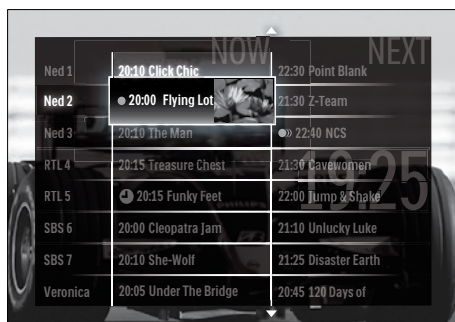 NOW NEXT
Ned 1 20:10 Click Chic 22:30 Point Blank
Ned 2 20:00 Flying Lot 21:30 Z-Team
Ned 3 20:10 The Man 22:40 NCS
RTL 4 20:15 Treasure Chest 21:30 Cavewomen
19:25
RTL 5 20:15 Funky Feet 22:00 Jump & Shake
SBS 6 20:00 Cleopatra Jam 21:10 Unlucky Luke
SBS 7 20:10 She-Wolf 21:25 Disaster Earth
Veronica 20:05 Under The Bridge 20:45 120 Days of